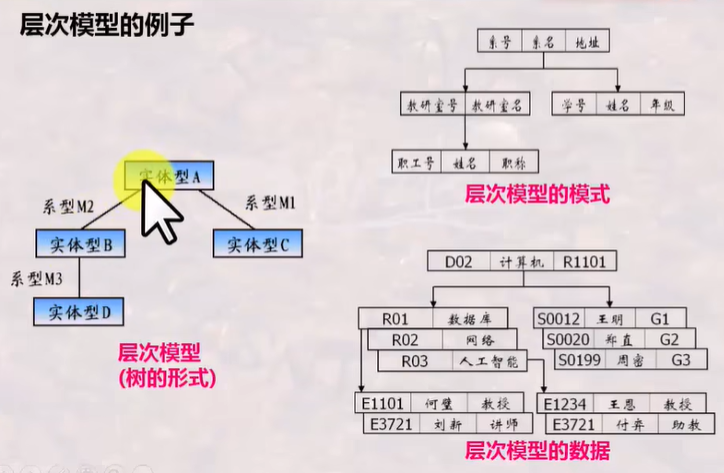 层次模型的例子
系号 系名 地址
教研室号 教研室名
学号 姓名 年级
职工号 姓名 职称
层次模型的模式
实体型A
系型M2
系型M1
实体型B
实体型C
系型M3
实体型D
层次模型
(树的形式)
D02 计算机 R1101
R01 数据库
R02 网络
R03 人工智能
S0012 王明 G1
S0020 郑直 G2
S0199 周密 G3
E1101 何璧 教授
E3721 刘新 讲师
E1234 王恩 教授
E3721 付弈 助教
层次模型的数据